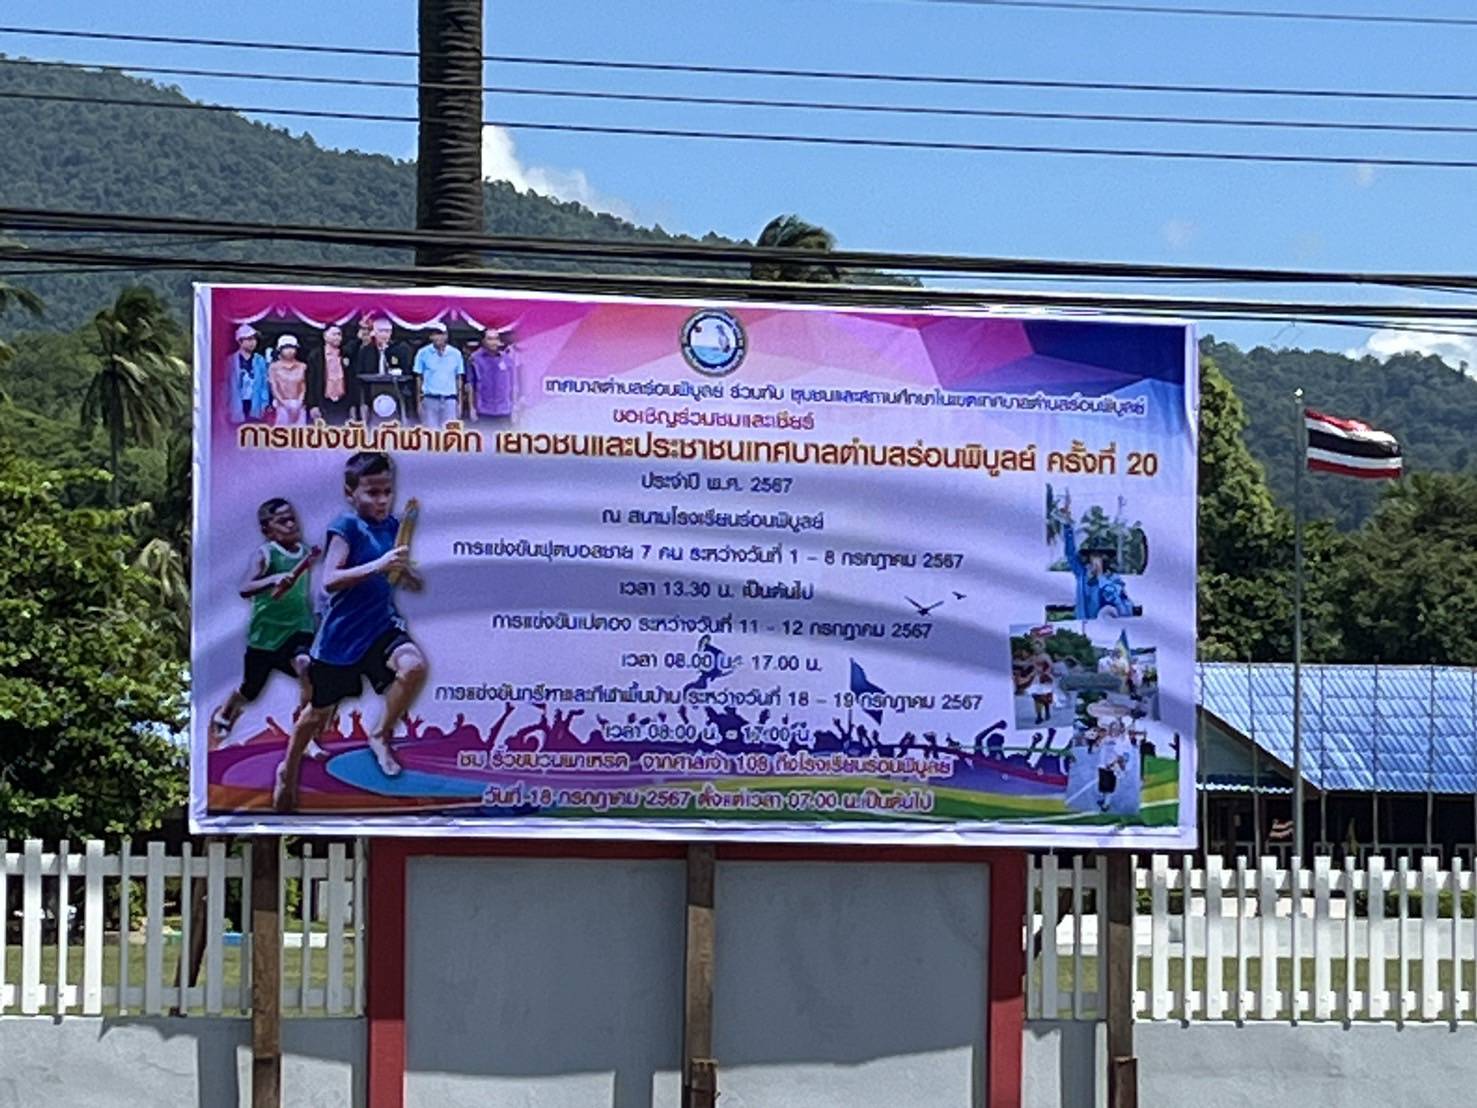 เทศบาลตำบลร่อนพิบูลย์ ร่วมกับ ชุมชนและสถานศึกษาในเขตเทศบาลตำบลร่อนพิบูลย์
ขอเชิญร่วมชมและเชียร์
การแข่งขันกีฬาเด็ก เยาวชนและประชาชนเทศบาลตำบลร่อนพิบูลย์ ครั้งที่ 20
ประจำปี พ.ศ. 2567
ณ สนามโรงเรียนร่อนพิบูลย์
การแข่งขันฟุตบอลชาย 7 คน ระหว่างวันที่ 1 - 8 กรกฎาคม 2567
เวลา 13.30 น. เป็นต้นไป
การแข่งขันเปตอง ระหว่างวันที่ 11 - 12 กรกฎาคม 2567
เวลา 08.00 น.- 17.00 น.
การแข่งขันกรีฑาและกีฬาพื้นบ้าน ระหว่างวันที่ 18 - 19 กรกฎาคม 2567
เวลา 08.00 น. - 17.00 น.
ชม ริ้วขบวนพาเหรด จากศาลเจ้า 108 ถึงโรงเรียนร่อนพิบูลย์
วันที่ 18 กรกฎาคม 2567 ตั้งแต่เวลา 07.00 น.เป็นต้นไป